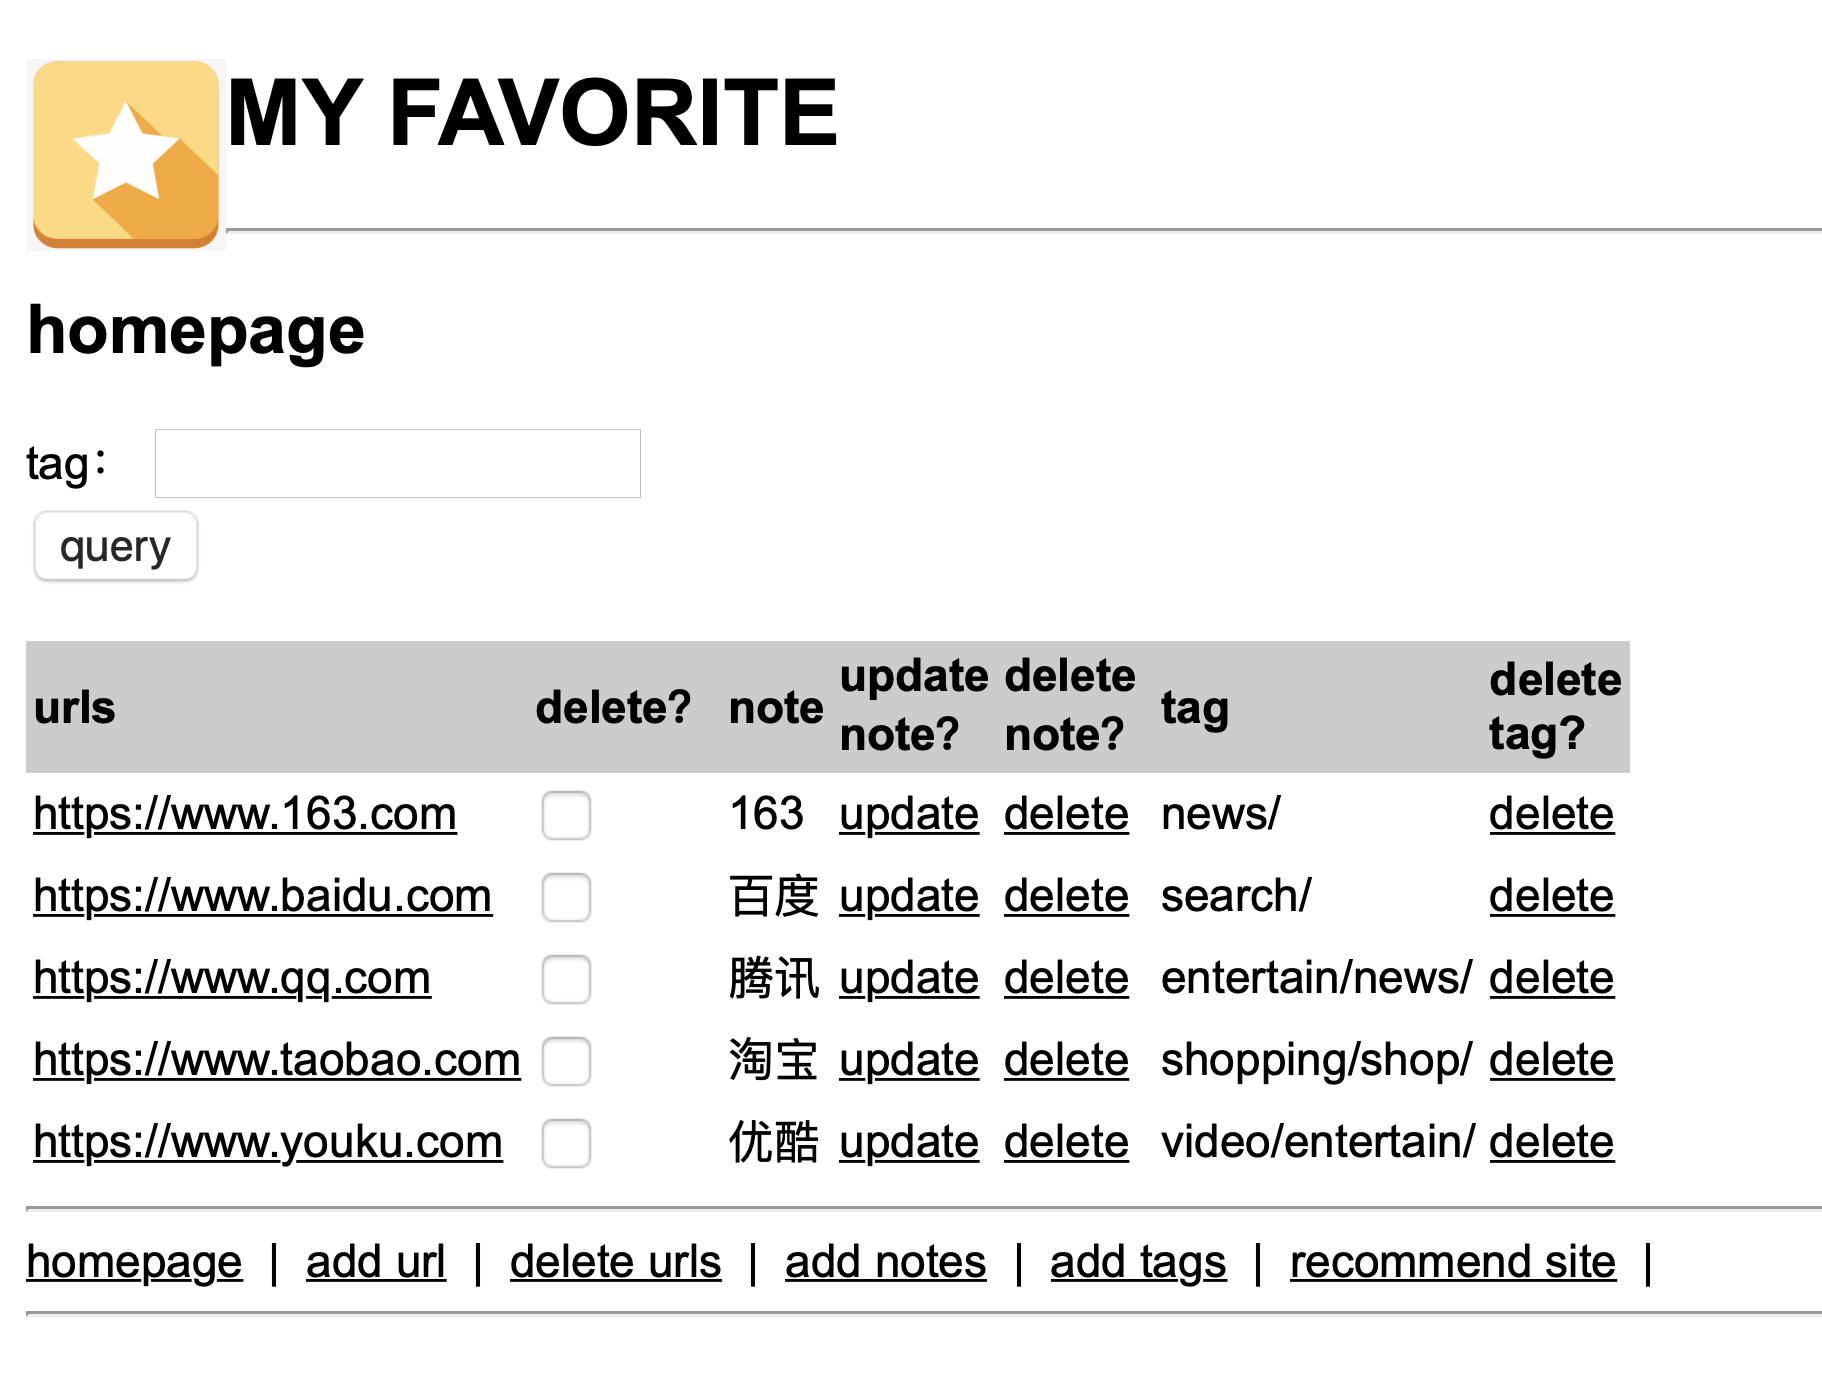 MY FAVORITE
homepage
tag：
query
urls delete? note update note? delete note? tag delete tag?
https://www.163.com 163 update delete news/ delete
https://www.baidu.com 百度 update delete search/ delete
https://www.qq.com 腾讯 update delete entertain/news/ delete
https://www.taobao.com 淘宝 update delete shopping/shop/ delete
https://www.youku.com 优酷 update delete video/entertain/ delete
homepage | add url | delete urls | add notes | add tags | recommend site |